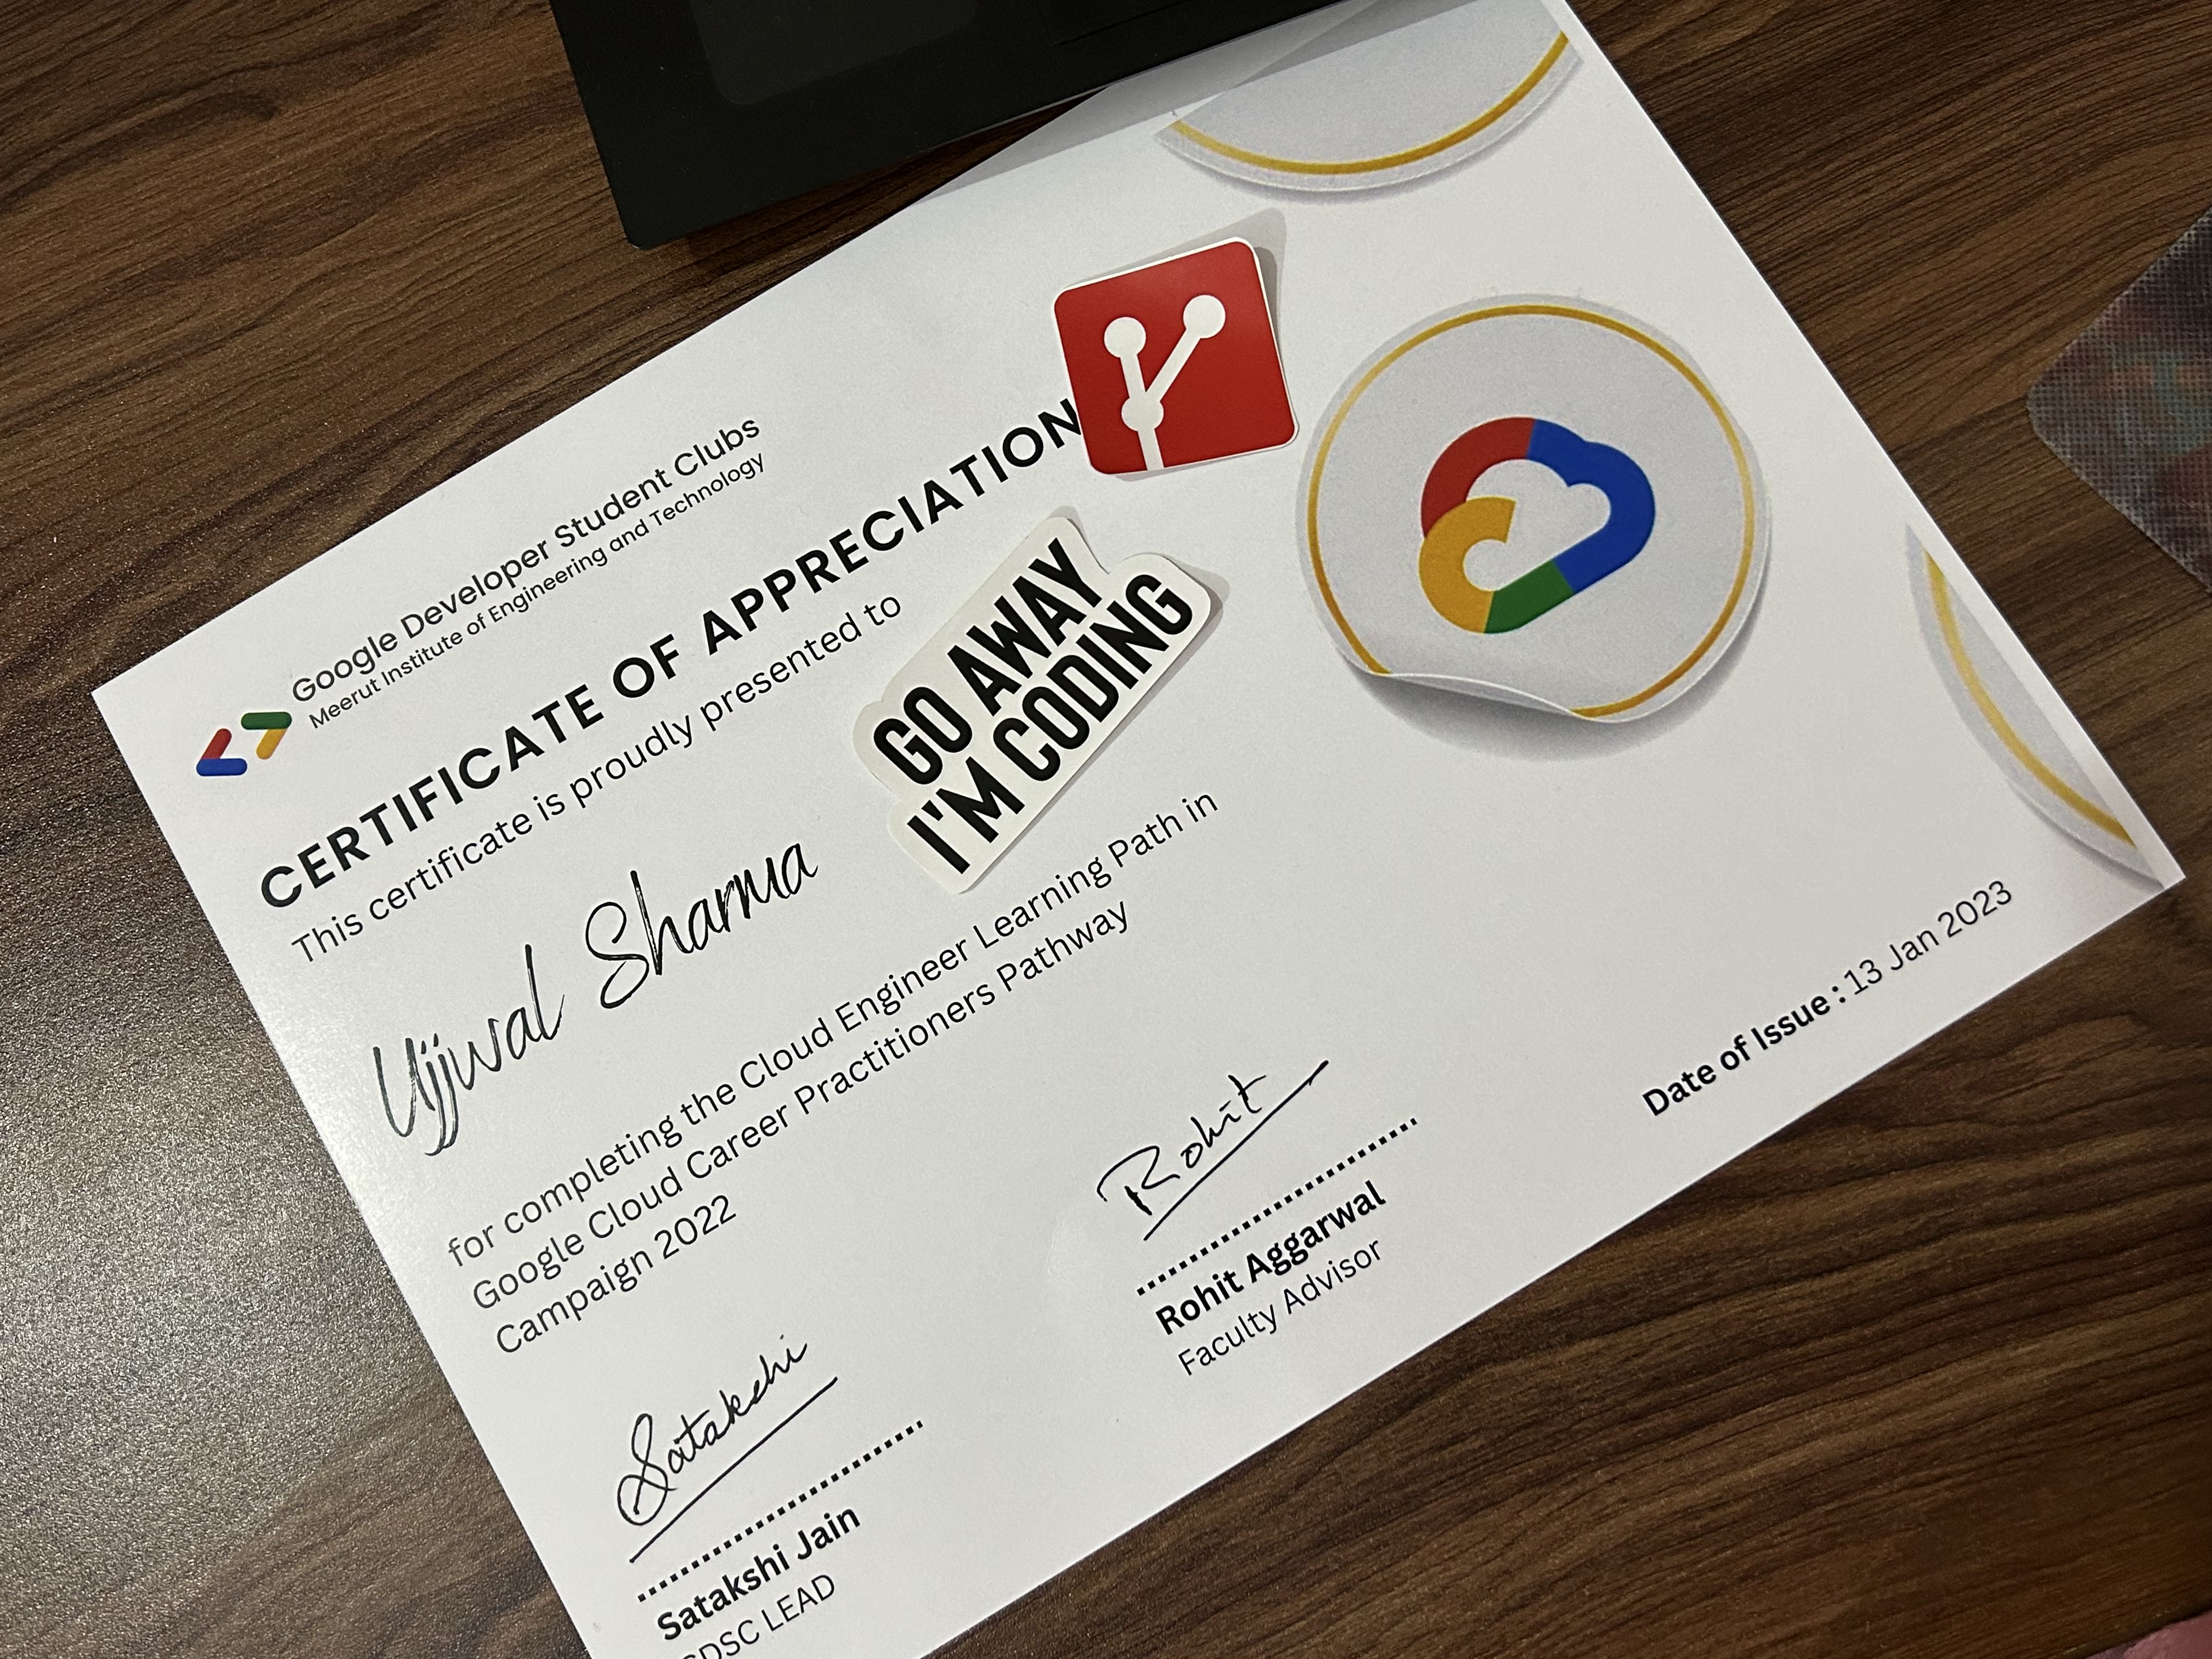 Google Developer Student Clubs
Meerut Institute of Engineering and Technology
CERTIFICATE OF APPRECIATION
This certificate is proudly presented to
GO AWAY
I'M CODING
Ujjwal Sharma
for completing the Cloud Engineer Learning Path in
Google Cloud Career Practitioners Pathway
Campaign 2022
Date of Issue : 13 Jan 2023
Rohit
Rohit Aggarwal
Faculty Advisor
Satakshi
Satakshi Jain
GDSC LEAD